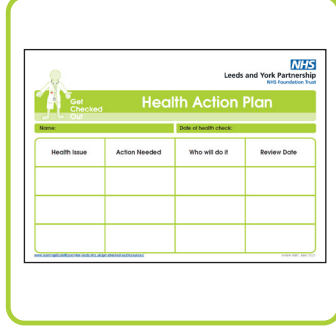 NHS
Leeds and York Partnership
NHS Foundation Trust
Get
Checked
Out
Health Action Plan
Name:
Date of health check:
Health Issue
Action Needed
Who will do it
Review Date